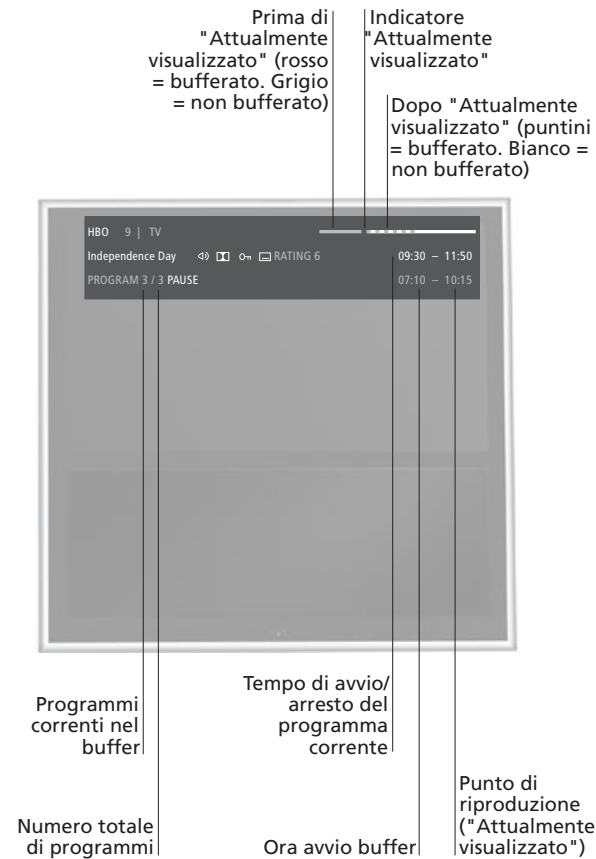 Prima di
"Attualmente
visualizzato" (rosso
= bufferato. Grigio
= non bufferato)
Indicatore
"Attualmente
visualizzato"
Dopo "Attualmente
visualizzato" (puntini
= bufferato. Bianco =
non bufferato)
HBO 9 | TV
Independence Day RATING 6 09:30 – 11:50
PROGRAM 3 / 3 PAUSE 07:10 – 10:15
Programmi
correnti nel
buffer
Tempo di avvio/
arresto del
programma
corrente
Numero totale
di programmi
Ora avvio buffer
Punto di
riproduzione
("Attualmente
visualizzato")